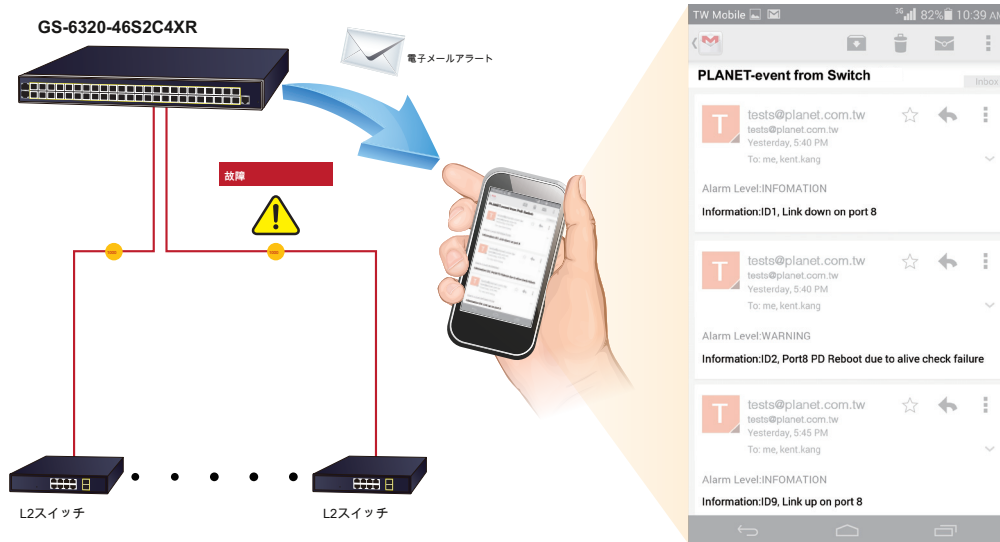 GS-6320-46S2C4XR
電子メールアラート
故障
L2スイッチ
L2スイッチ
TW Mobile
3G 82% 10:39 AM
PLANET-event from Switch
Inbox
T
tests@planet.com.tw
tests@planet.com.tw
Yesterday, 5:40 PM
To: me, kent.kang
Alarm Level:INFOMATION
Information:ID1, Link down on port 8
T
tests@planet.com.tw
tests@planet.com.tw
Yesterday, 5:40 PM
To: me, kent.kang
Alarm Level:WARNING
Information:ID2, Port8 PD Reboot due to alive check failure
T
tests@planet.com.tw
tests@planet.com.tw
Yesterday, 5:45 PM
To: me, kent.kang
Alarm Level:INFOMATION
Information:ID9, Link up on port 8